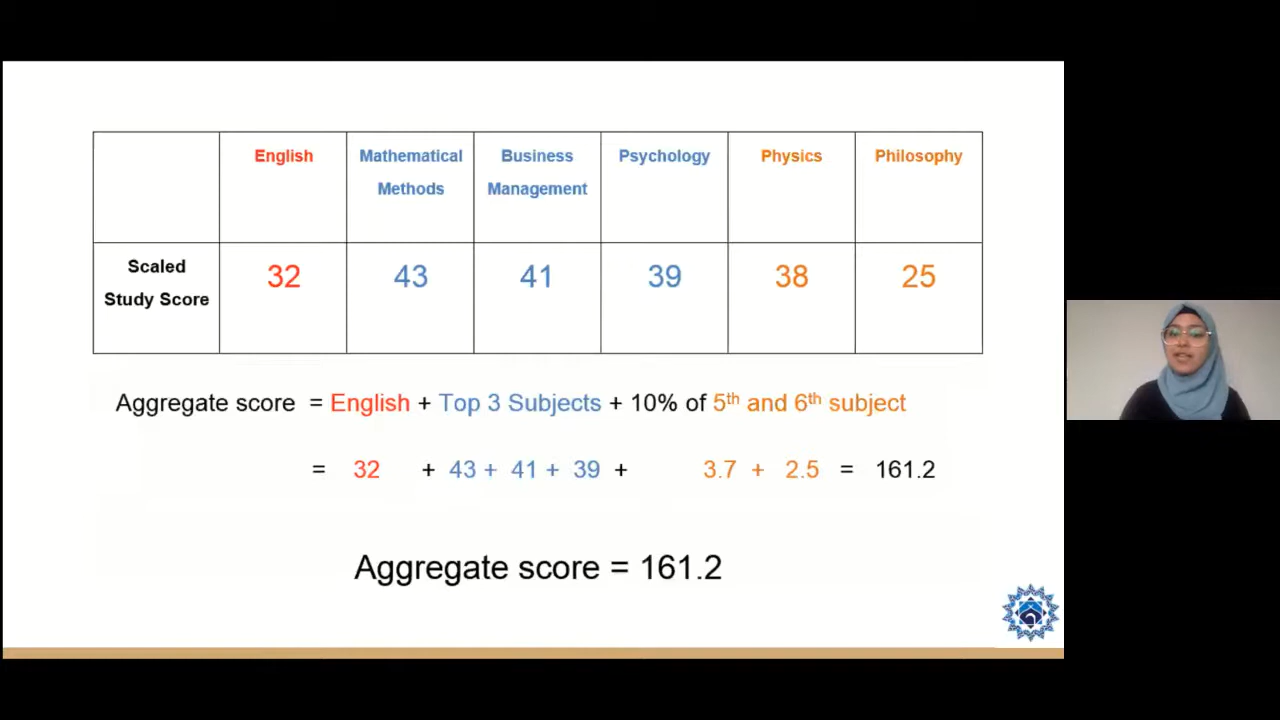 English
Mathematical
Methods
Business
Management
Psychology
Physics
Philosophy
Scaled
Study Score
32
43
41
39
38
25
Aggregate score = English + Top 3 Subjects + 10% of 5th and 6th subject
= 32 + 43 + 41 + 39 + 3.7 + 2.5 = 161.2
Aggregate score = 161.2